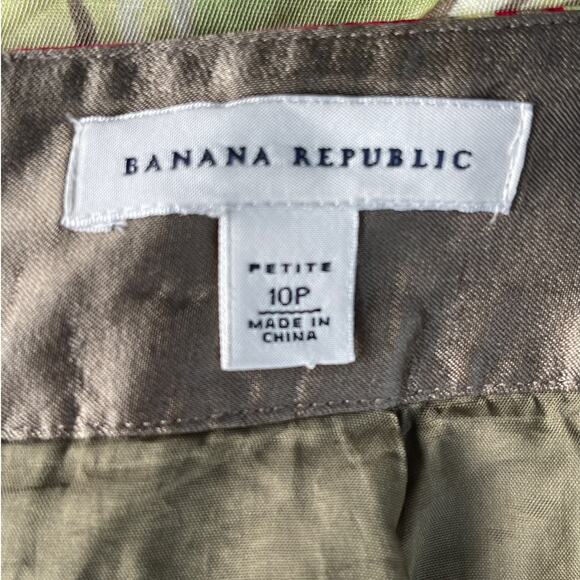 BANANA REPUBLIC
PETITE
10P
MADE IN
CHINA